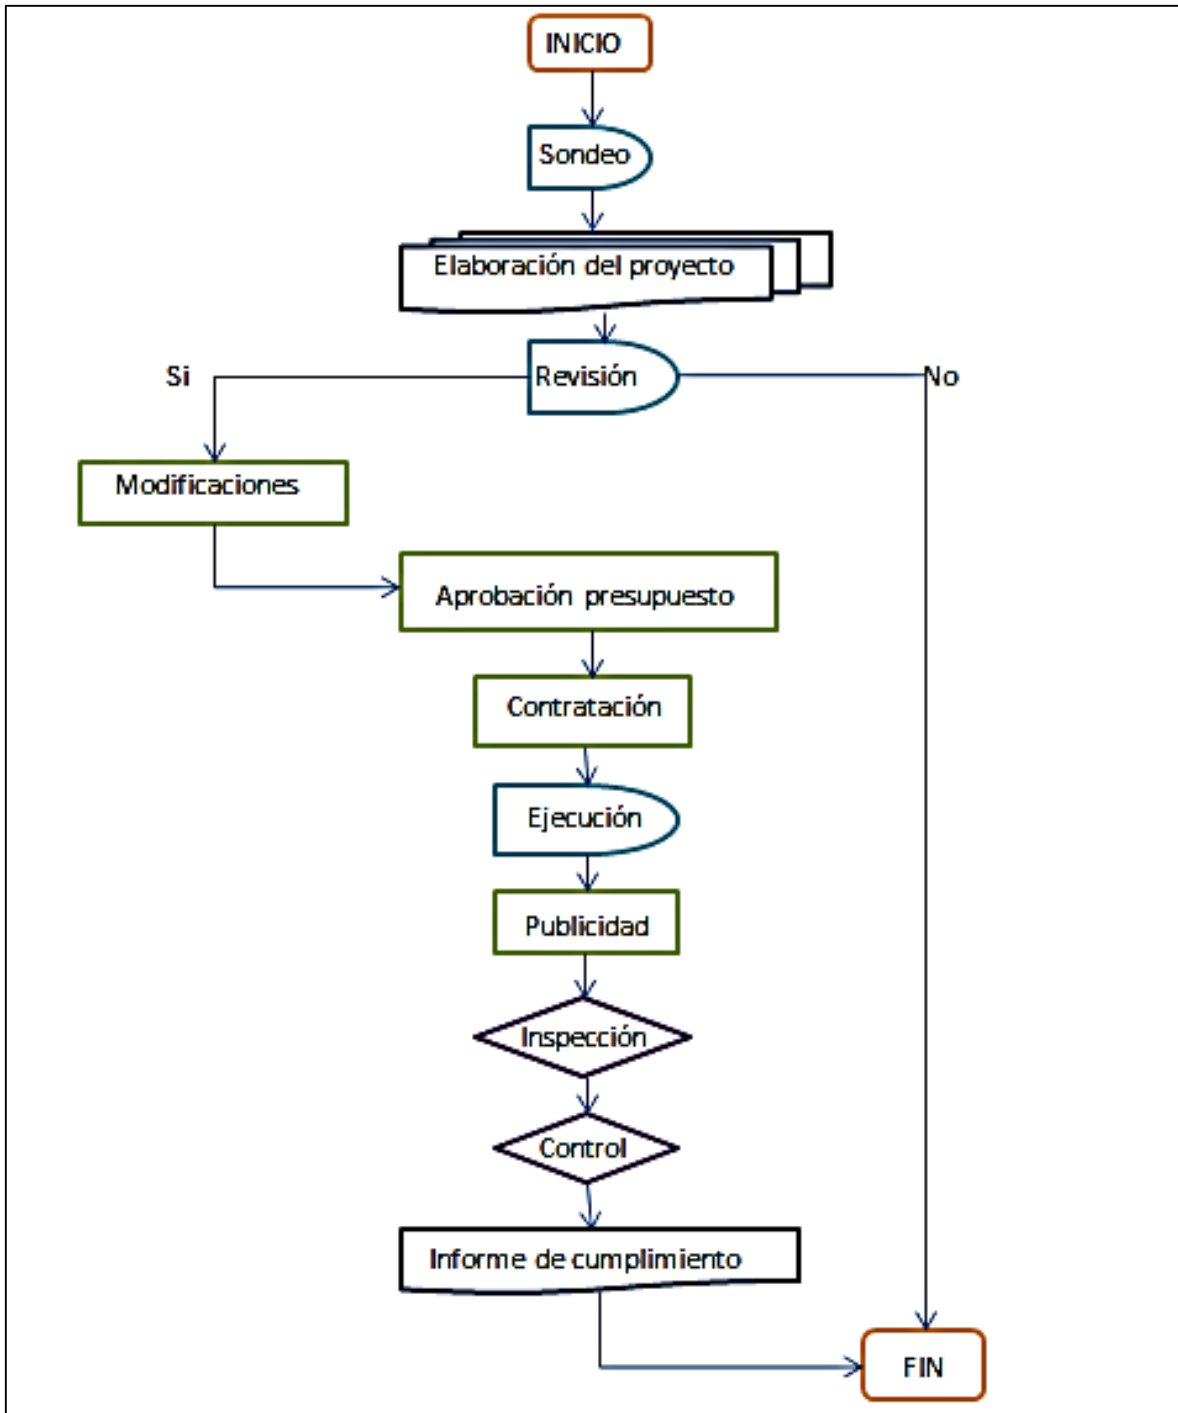 INICIO
Sondeo
Elaboración del proyecto
Si
Revisión
No
Modificaciones
Aprobación presupuesto
Contratación
Ejecución
Publicidad
Inspección
Control
Informe de cumplimiento
FIN